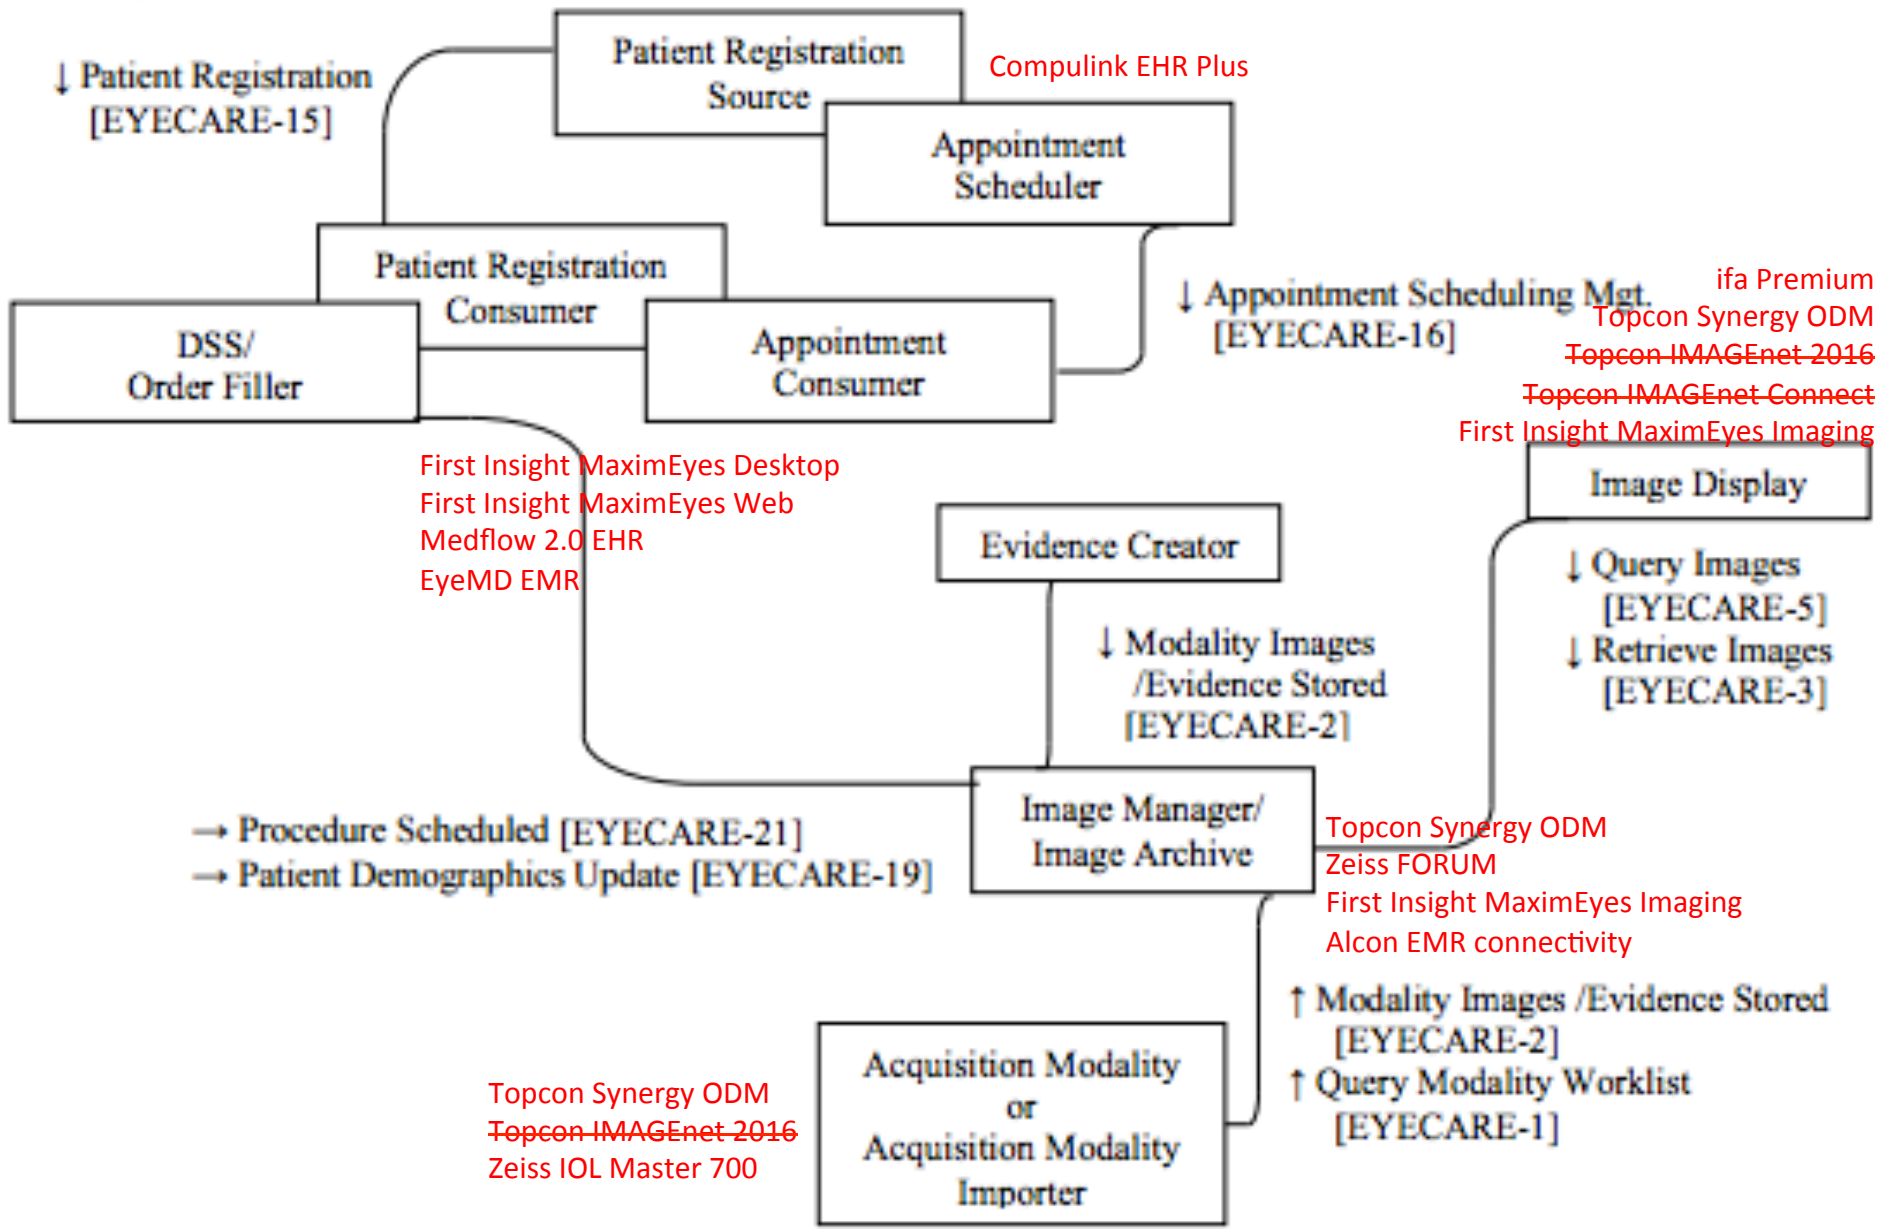 Patient Registration
Source
Compulink EHR Plus
↓ Patient Registration
[EYECARE-15]
Appointment
Scheduler
Patient Registration
Consumer
DSS/
Order Filler
Appointment
Consumer
↓ Appointment Scheduling Mgt.
[EYECARE-16]
ifa Premium
Topcon Synergy ODM
Topcon IMAGEnet 2016
Topcon IMAGEnet Connect
First Insight MaximEyes Imaging
Image Display
First Insight MaximEyes Desktop
First Insight MaximEyes Web
Medflow 2.0 EHR
EyeMD EMR
Evidence Creator
↓ Query Images
[EYECARE-5]
↓ Retrieve Images
[EYECARE-3]
↓ Modality Images
/Evidence Stored
[EYECARE-2]
Image Manager/
Image Archive
→ Procedure Scheduled [EYECARE-21]
→ Patient Demographics Update [EYECARE-19]
Topcon Synergy ODM
Zeiss FORUM
First Insight MaximEyes Imaging
Alcon EMR connectivity
↑ Modality Images /Evidence Stored
[EYECARE-2]
↑ Query Modality Worklist
[EYECARE-1]
Acquisition Modality
or
Acquisition Modality
Importer
Topcon Synergy ODM
Topcon IMAGEnet 2016
Zeiss IOL Master 700